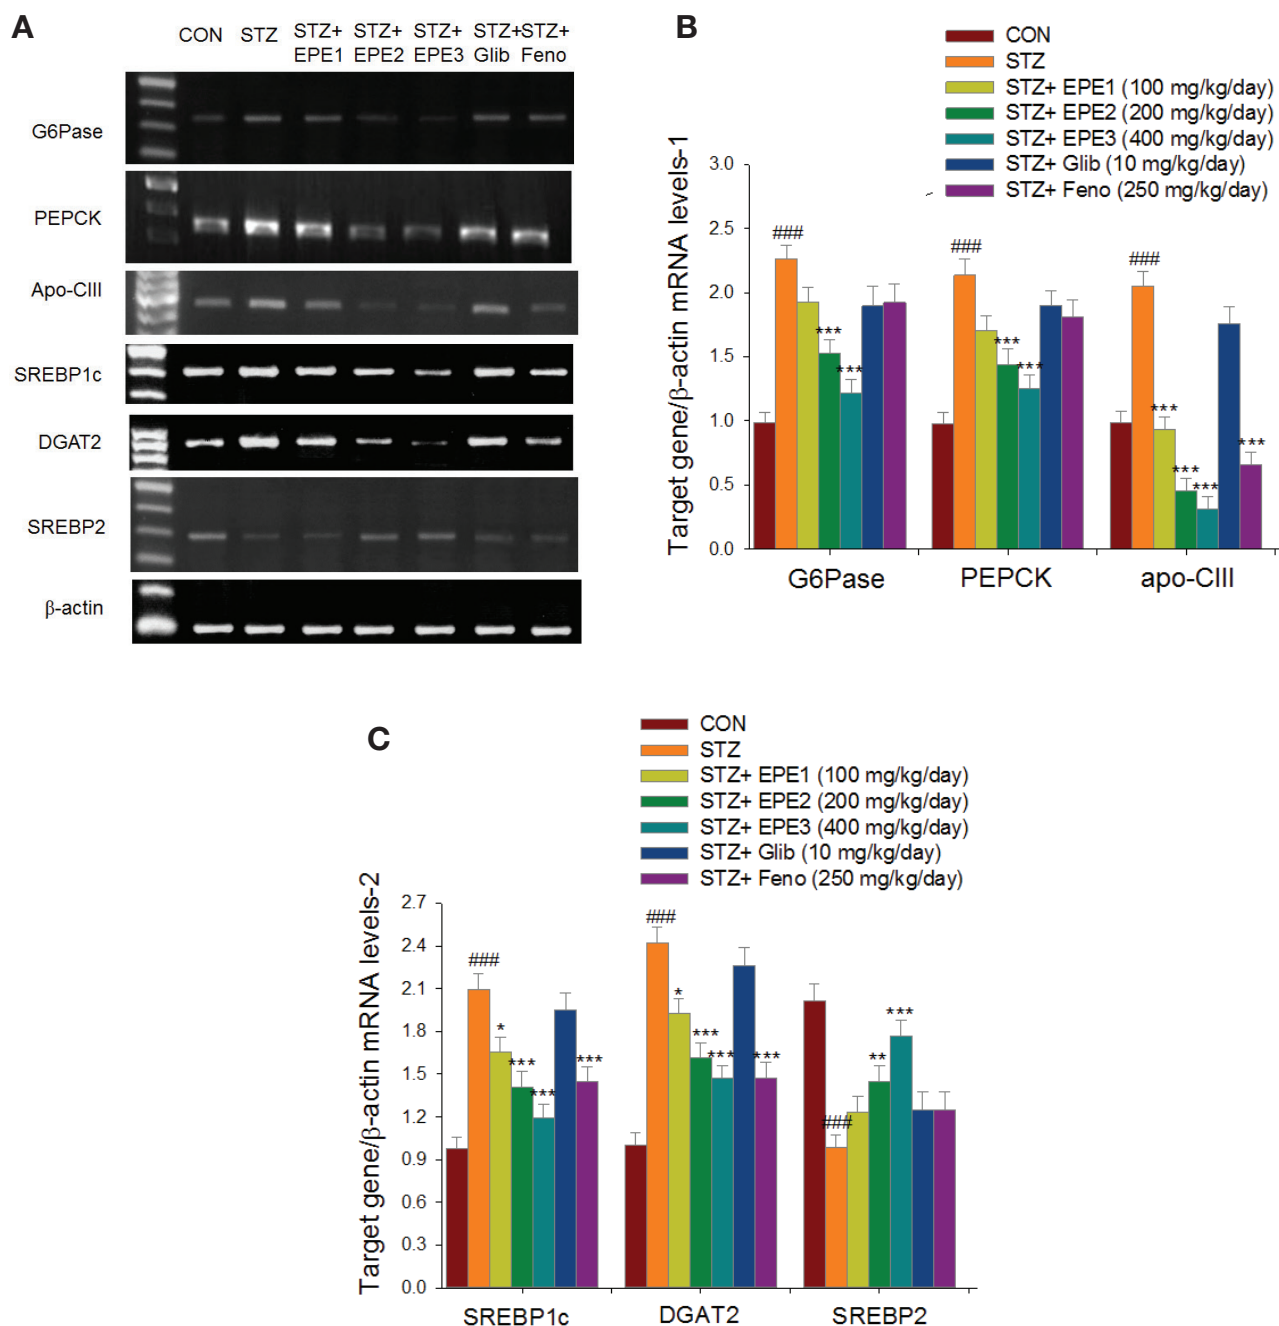 A
CON STZ STZ+ STZ+ STZ+ STZ+STZ+
EPE1 EPE2 EPE3 Glib Feno
G6Pase
PEPCK
Apo-CIII
SREBP1c
DGAT2
SREBP2
β-actin
B
CON
STZ
STZ+ EPE1 (100 mg/kg/day)
STZ+ EPE2 (200 mg/kg/day)
STZ+ EPE3 (400 mg/kg/day)
STZ+ Glib (10 mg/kg/day)
STZ+ Feno (250 mg/kg/day)
Target gene/β-actin mRNA levels-1
3.0
2.5
2.0
1.5
1.0
0.5
0.0
### ### ###
*** *** *** *** *** *** *** ***
G6Pase PEPCK apo-CIII
C
CON
STZ
STZ+ EPE1 (100 mg/kg/day)
STZ+ EPE2 (200 mg/kg/day)
STZ+ EPE3 (400 mg/kg/day)
STZ+ Glib (10 mg/kg/day)
STZ+ Feno (250 mg/kg/day)
Target gene/β-actin mRNA levels-2
2.7
2.4
2.1
1.8
1.5
1.2
0.9
0.6
0.3
0.0
### ### ###
* *** *** *** * *** *** *** ** ***
SREBP1c DGAT2 SREBP2